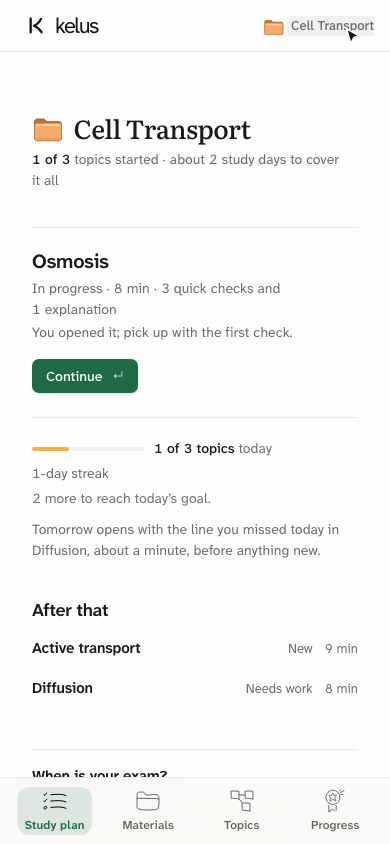 kelus
Cell Transport
Cell Transport
1 of 3 topics started · about 2 study days to cover
it all
Osmosis
In progress · 8 min · 3 quick checks and
1 explanation
You opened it; pick up with the first check.
Continue ↵
1 of 3 topics today
1-day streak
2 more to reach today’s goal.
Tomorrow opens with the line you missed today in
Diffusion, about a minute, before anything new.
After that
Active transport New 9 min
Diffusion Needs work 8 min
When is your exam?
Study plan Materials Topics Progress